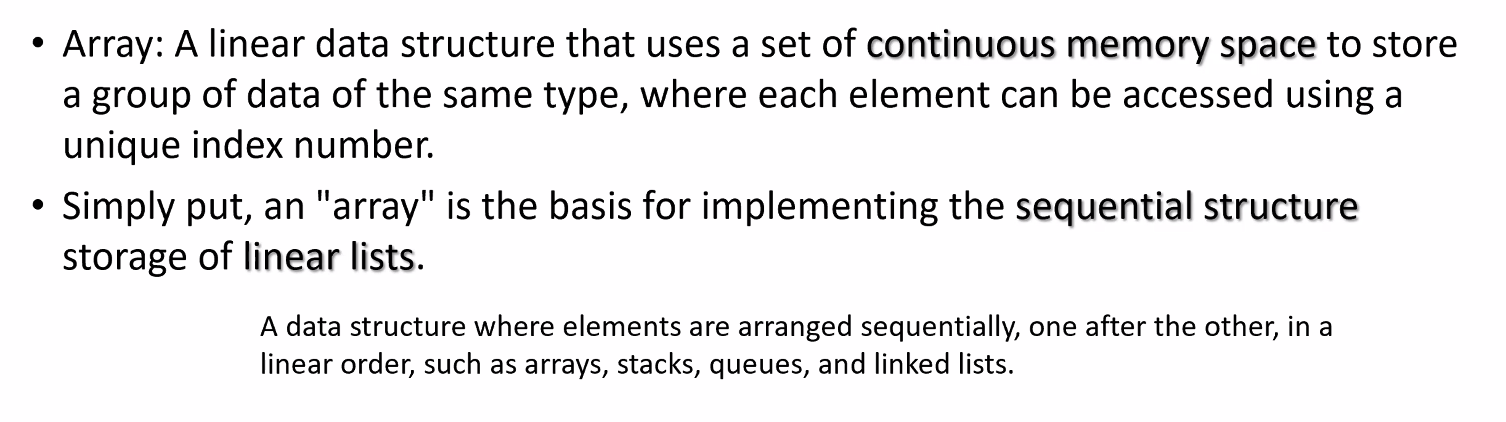 • Array: A linear data structure that uses a set of continuous memory space to store
a group of data of the same type, where each element can be accessed using a
unique index number.
• Simply put, an "array" is the basis for implementing the sequential structure
storage of linear lists.
A data structure where elements are arranged sequentially, one after the other, in a
linear order, such as arrays, stacks, queues, and linked lists.